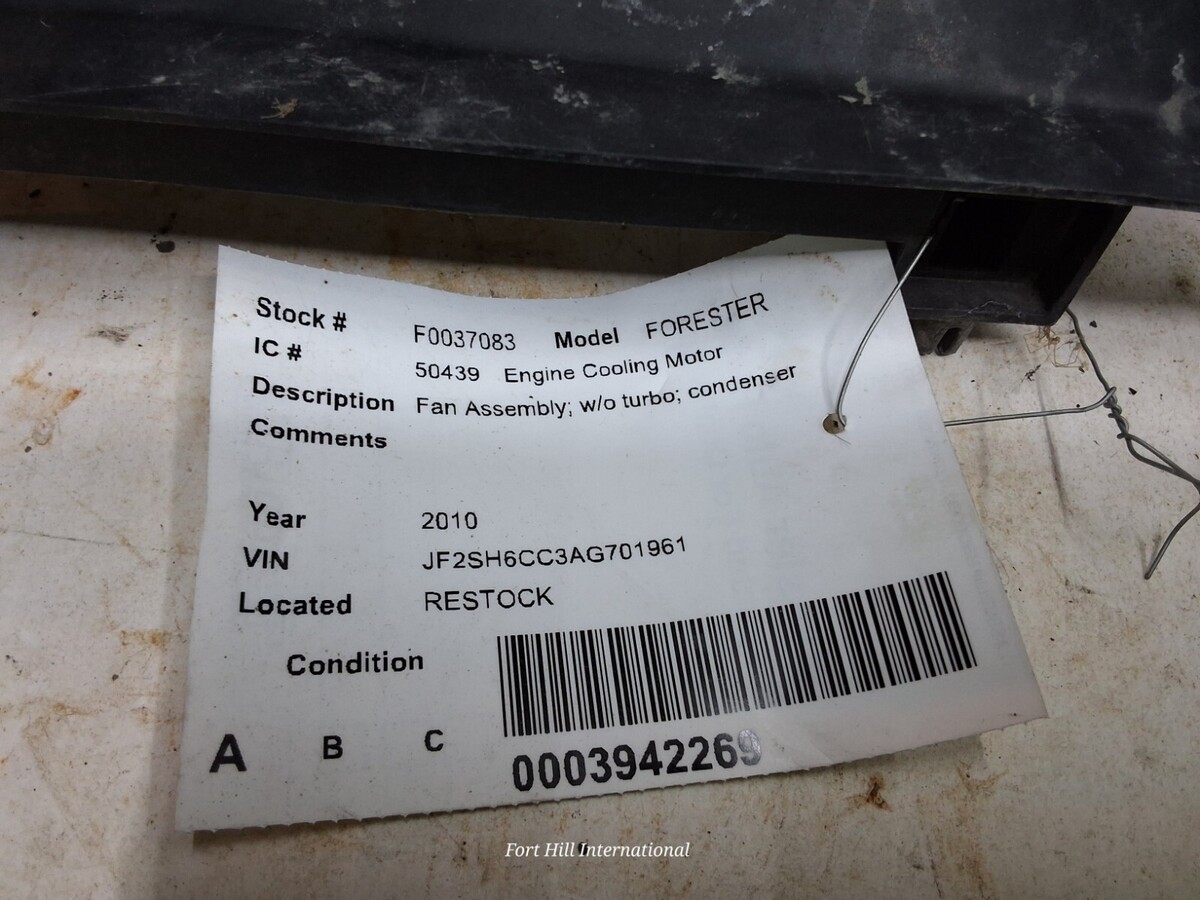 Stock # F0037083 Model FORESTER
IC # 50439 Engine Cooling Motor
Description Fan Assembly; w/o turbo; condenser
Comments
Year 2010
VIN JF2SH6CC3AG701961
Located RESTOCK
Condition
A B C
0003942269
Fort Hill International